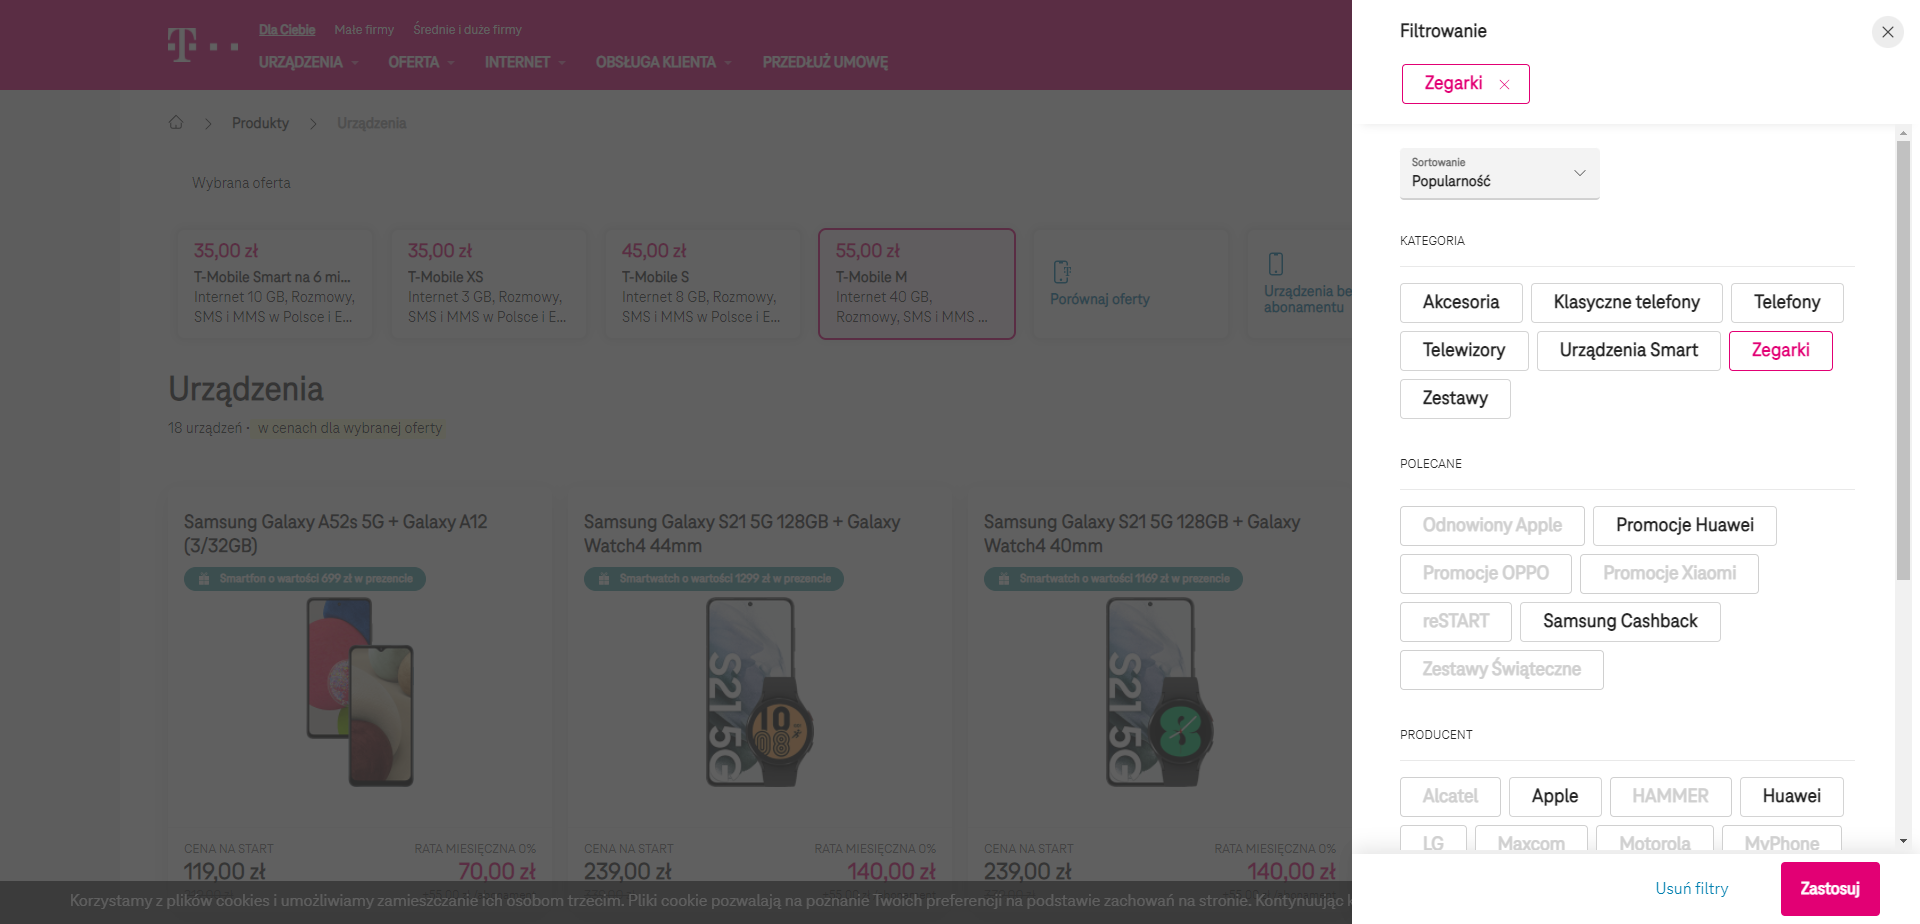 Dla Ciebie Małe firmy Średnie i duże firmy
URZĄDZENIA OFERTA INTERNET OBSŁUGA KLIENTA PRZEDŁUŻ UMOWĘ
Produkty Urządzenia
Wybrana oferta
35,00 zł
T-Mobile Smart na 6 mi...
Internet 10 GB, Rozmowy,
SMS i MMS w Polsce i E...
35,00 zł
T-Mobile XS
Internet 3 GB, Rozmowy,
SMS i MMS w Polsce i E...
45,00 zł
T-Mobile S
Internet 8 GB, Rozmowy,
SMS i MMS w Polsce i E...
55,00 zł
T-Mobile M
Internet 40 GB,
Rozmowy, SMS i MMS ...
Porównaj oferty
Urządzenia be
abonamentu
Urządzenia
18 urządzeń • w cenach dla wybranej oferty
Samsung Galaxy A52s 5G + Galaxy A12
(3/32GB)
Smartfon o wartości 699 zł w prezencie
CENA NA START RATA MIESIĘCZNA 0%
119,00 zł 70,00 zł
Samsung Galaxy S21 5G 128GB + Galaxy
Watch4 44mm
Smartwatch o wartości 1299 zł w prezencie
S21 5G
10
08
CENA NA START RATA MIESIĘCZNA 0%
239,00 zł 140,00 zł
Samsung Galaxy S21 5G 128GB + Galaxy
Watch4 40mm
Smartwatch o wartości 1169 zł w prezencie
S21 5G
CENA NA START RATA MIESIĘCZNA 0%
239,00 zł 140,00 zł
Korzystamy z plików cookies i umożliwiamy zamieszczanie ich osobom trzecim. Pliki cookie pozwalają na poznanie Twoich preferencji na podstawie zachowań na stronie. Kontynuując k
Filtrowanie
Zegarki
Sortowanie
Popularność
KATEGORIA
Akcesoria Klasyczne telefony Telefony
Telewizory Urządzenia Smart Zegarki
Zestawy
POLECANE
Odnowiony Apple Promocje Huawei
Promocje OPPO Promocje Xiaomi
reSTART Samsung Cashback
Zestawy Świąteczne
PRODUCENT
Alcatel Apple HAMMER Huawei
LG Maxcom Motorola MyPhone
Usuń filtry Zastosuj